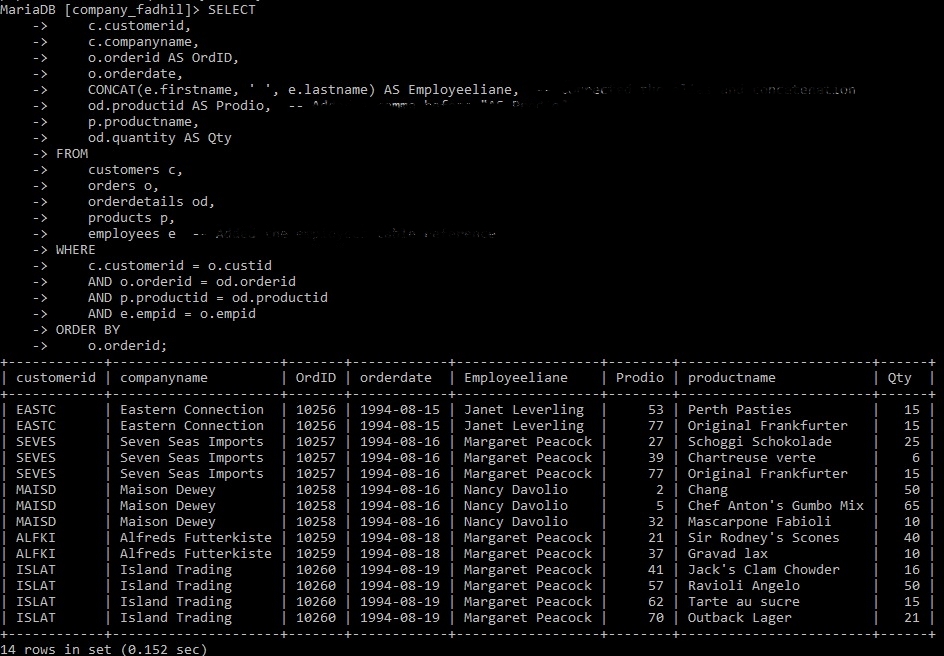 MariaDB [company_fadhil]> SELECT
    ->     c.customerid,
    ->     c.companyname,
    ->     o.orderid AS OrdID,
    ->     o.orderdate,
    ->     CONCAT(e.firstname, ' ', e.lastname) AS Employeeliane,  --
    ->     od.productid AS Prodio,  --
    ->     p.productname,
    ->     od.quantity AS Qty
    -> FROM
    ->     customers c,
    ->     orders o,
    ->     orderdetails od,
    ->     products p,
    ->     employees e  --
    -> WHERE
    ->     c.customerid = o.custid
    ->     AND o.orderid = od.orderid
    ->     AND p.productid = od.productid
    ->     AND e.empid = o.empid
    -> ORDER BY
    ->     o.orderid;
+------------+---------------------+-------+------------+------------------+--------+------------------------+------+
| customerid | companyname         | OrdID | orderdate  | Employeeliane    | Prodio | productname            | Qty  |
+------------+---------------------+-------+------------+------------------+--------+------------------------+------+
| EASTC      | Eastern Connection  | 10256 | 1994-08-15 | Janet Leverling  |     53 | Perth Pasties          |   15 |
| EASTC      | Eastern Connection  | 10256 | 1994-08-15 | Janet Leverling  |     77 | Original Frankfurter   |   15 |
| SEVES      | Seven Seas Imports  | 10257 | 1994-08-16 | Margaret Peacock |     27 | Schoggi Schokolade     |   25 |
| SEVES      | Seven Seas Imports  | 10257 | 1994-08-16 | Margaret Peacock |     39 | Chartreuse verte       |    6 |
| SEVES      | Seven Seas Imports  | 10257 | 1994-08-16 | Margaret Peacock |     77 | Original Frankfurter   |   15 |
| MAISD      | Maison Dewey        | 10258 | 1994-08-16 | Nancy Davolio    |      2 | Chang                  |   50 |
| MAISD      | Maison Dewey        | 10258 | 1994-08-16 | Nancy Davolio    |      5 | Chef Anton's Gumbo Mix |   65 |
| MAISD      | Maison Dewey        | 10258 | 1994-08-16 | Nancy Davolio    |     32 | Mascarpone Fabioli     |   10 |
| ALFKI      | Alfreds Futterkiste | 10259 | 1994-08-18 | Margaret Peacock |     21 | Sir Rodney's Scones    |   40 |
| ALFKI      | Alfreds Futterkiste | 10259 | 1994-08-18 | Margaret Peacock |     37 | Gravad lax             |   10 |
| ISLAT      | Island Trading      | 10260 | 1994-08-19 | Margaret Peacock |     41 | Jack's Clam Chowder    |   16 |
| ISLAT      | Island Trading      | 10260 | 1994-08-19 | Margaret Peacock |     57 | Ravioli Angelo         |   50 |
| ISLAT      | Island Trading      | 10260 | 1994-08-19 | Margaret Peacock |     62 | Tarte au sucre         |   15 |
| ISLAT      | Island Trading      | 10260 | 1994-08-19 | Margaret Peacock |     70 | Outback Lager          |   21 |
+------------+---------------------+-------+------------+------------------+--------+------------------------+------+
14 rows in set (0.152 sec)